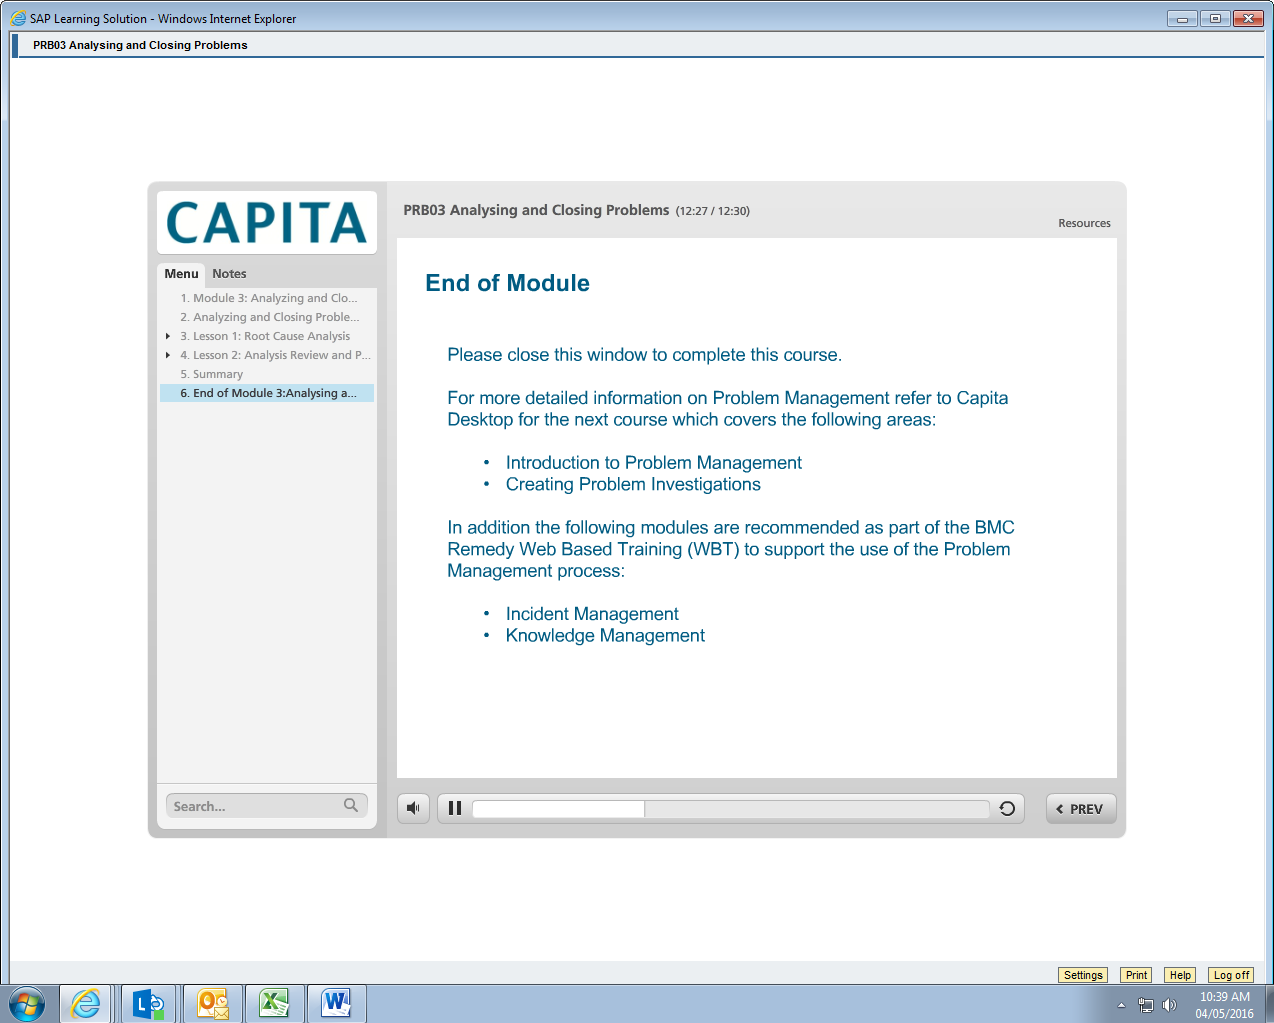 SAP Learning Solution - Windows Internet Explorer
PRB03 Analysing and Closing Problems
CAPITA
PRB03 Analysing and Closing Problems (12:27 / 12:30)
Resources
Menu Notes
1. Module 3: Analyzing and Clo...
2. Analyzing and Closing Proble...
3. Lesson 1: Root Cause Analysis
4. Lesson 2: Analysis Review and P...
5. Summary
6. End of Module 3:Analysing a...
Search...
End of Module
Please close this window to complete this course.
For more detailed information on Problem Management refer to Capita
Desktop for the next course which covers the following areas:
• Introduction to Problem Management
• Creating Problem Investigations
In addition the following modules are recommended as part of the BMC
Remedy Web Based Training (WBT) to support the use of the Problem
Management process:
• Incident Management
• Knowledge Management
PREV
Settings Print Help Log off
10:39 AM
04/05/2016